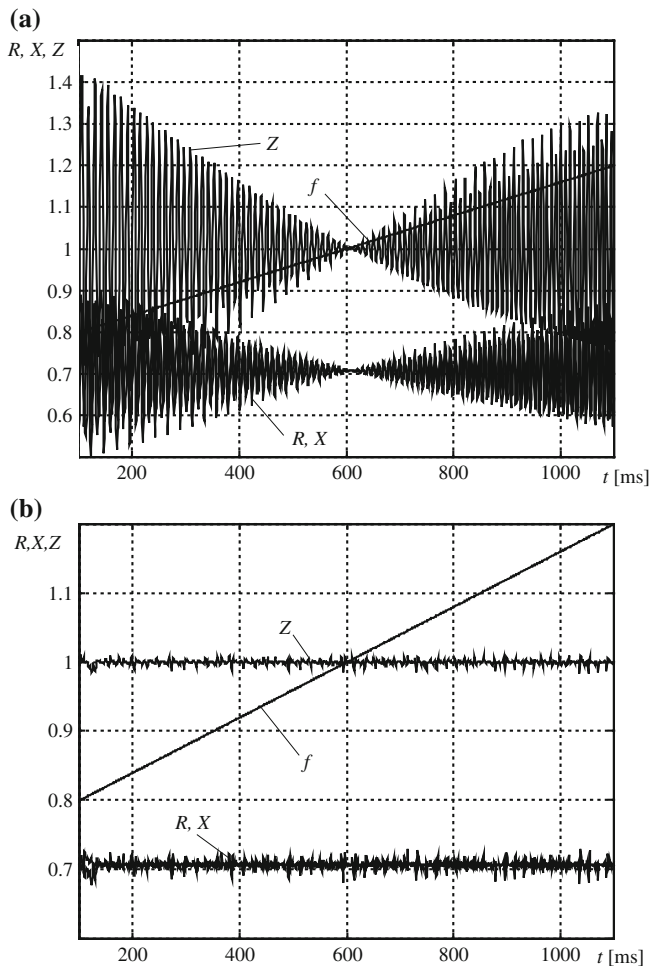 (a)
R, X, Z
1.4
1.3
Z
1.2
f
1.1
1
0.9
0.8
0.7
0.6
R, X
200 400 600 800 1000 t [ms]
(b)
R,X,Z
1.1
Z
1
0.9
f
0.8
R, X
0.7
200 400 600 800 1000 t [ms]